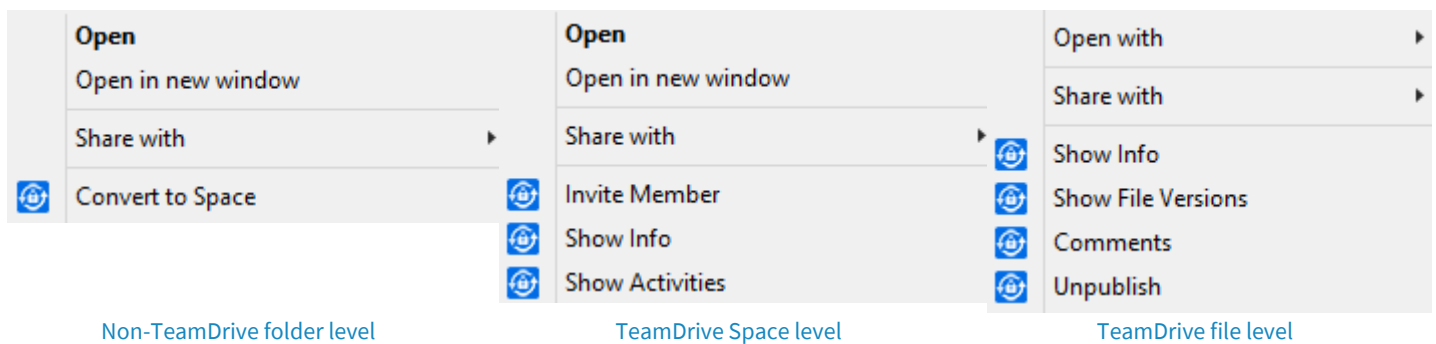 Open
Open in new window
Share with
Convert to Space
Non-TeamDrive folder level
Open
Open in new window
Share with
Invite Member
Show Info
Show Activities
TeamDrive Space level
Open with
Share with
Show Info
Show File Versions
Comments
Unpublish
TeamDrive file level